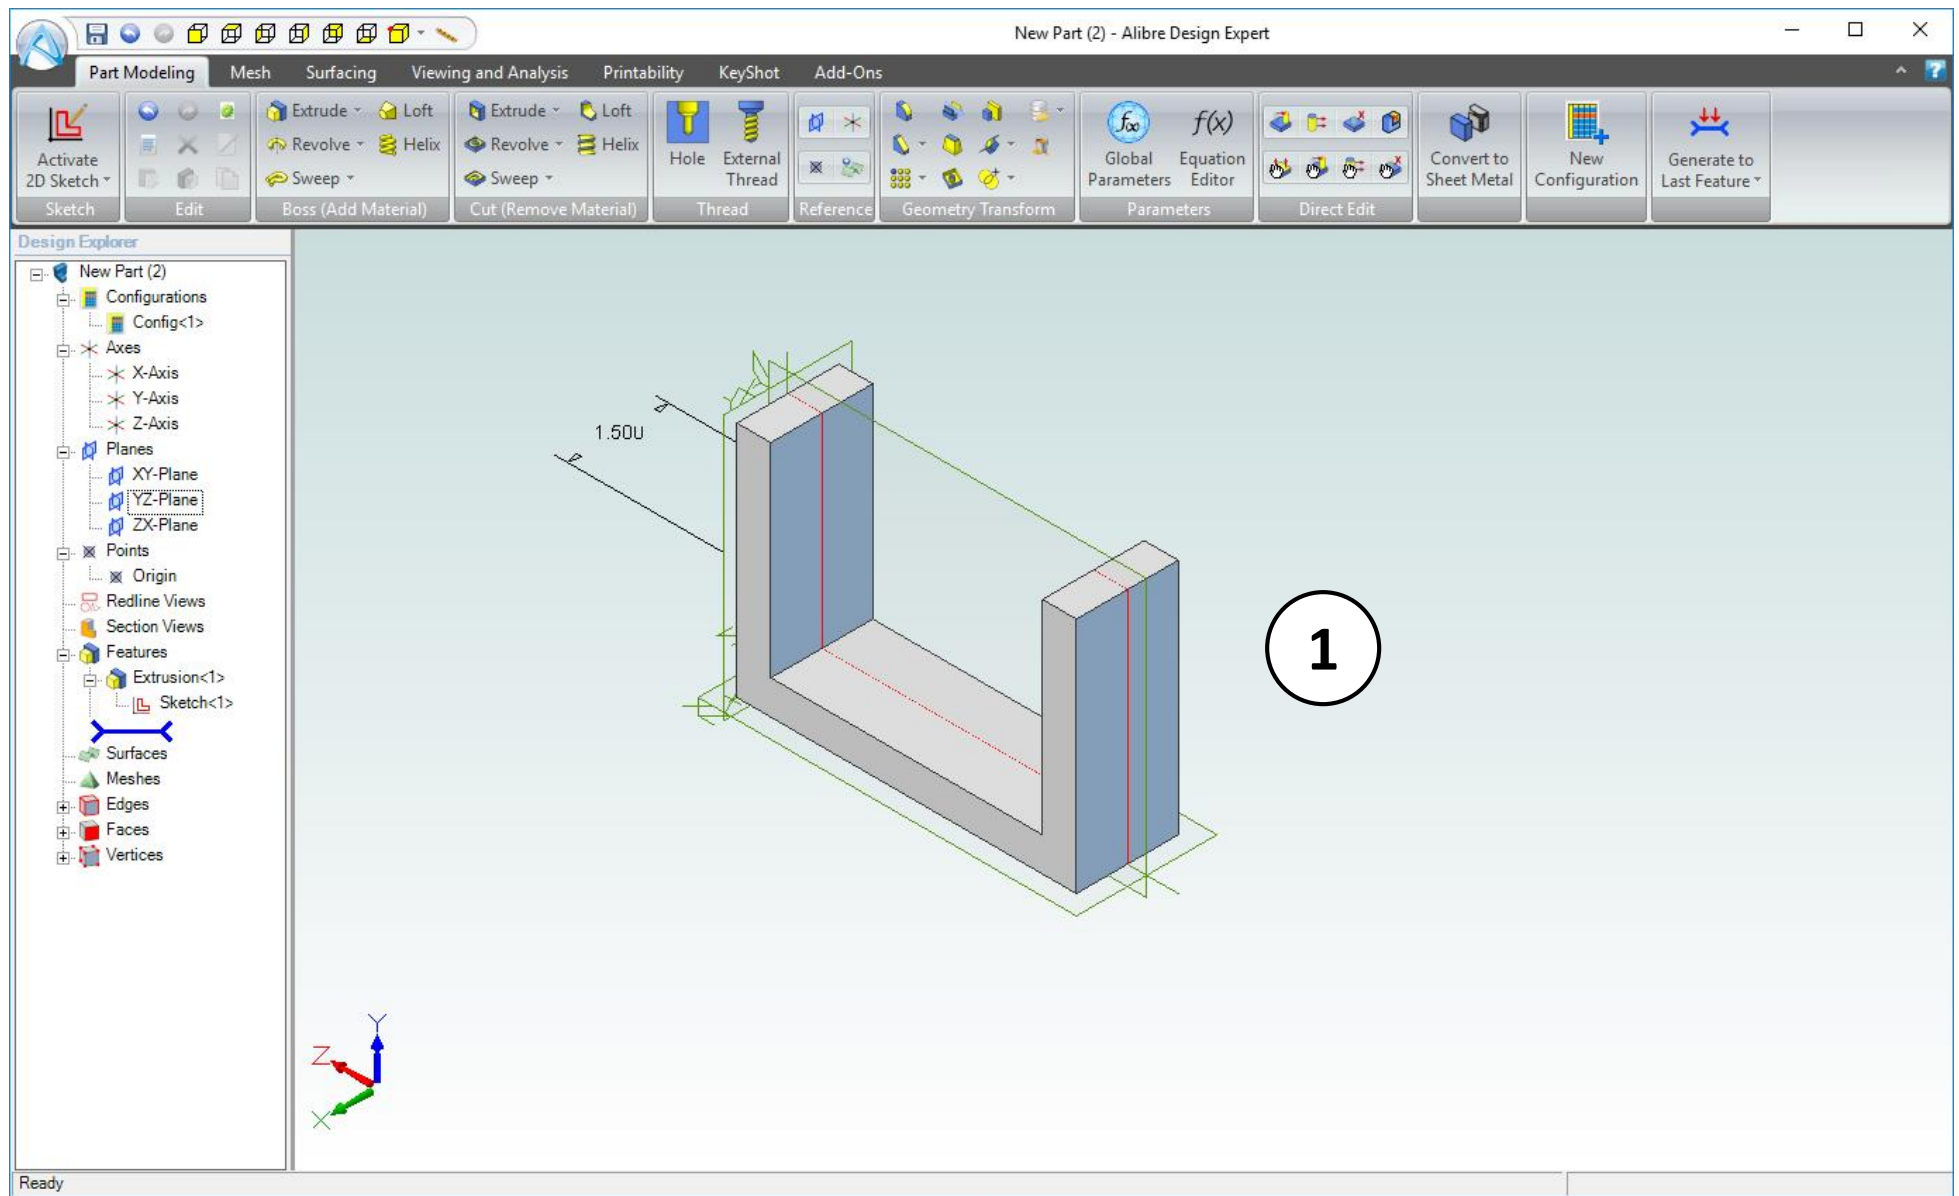 New Part (2) - Alibre Design Expert
Part Modeling Mesh Surfacing Viewing and Analysis Printability KeyShot Add-Ons
Activate
2D Sketch
Sketch
Edit
Extrude Loft
Revolve Helix
Sweep
Boss (Add Material)
Extrude Loft
Revolve Helix
Sweep
Cut (Remove Material)
Hole
External
Thread
Thread
Reference
Geometry Transform
Global
Parameters
f(x)
Equation
Editor
Parameters
Direct Edit
Convert to
Sheet Metal
New
Configuration
Generate to
Last Feature
Design Explorer
New Part (2)
Configurations
Config<1>
Axes
X-Axis
Y-Axis
Z-Axis
Planes
XY-Plane
YZ-Plane
ZX-Plane
Points
Origin
Redline Views
Section Views
Features
Extrusion<1>
Sketch<1>
Surfaces
Meshes
Edges
Faces
Vertices
1.500
1
Y
Z
X
Ready